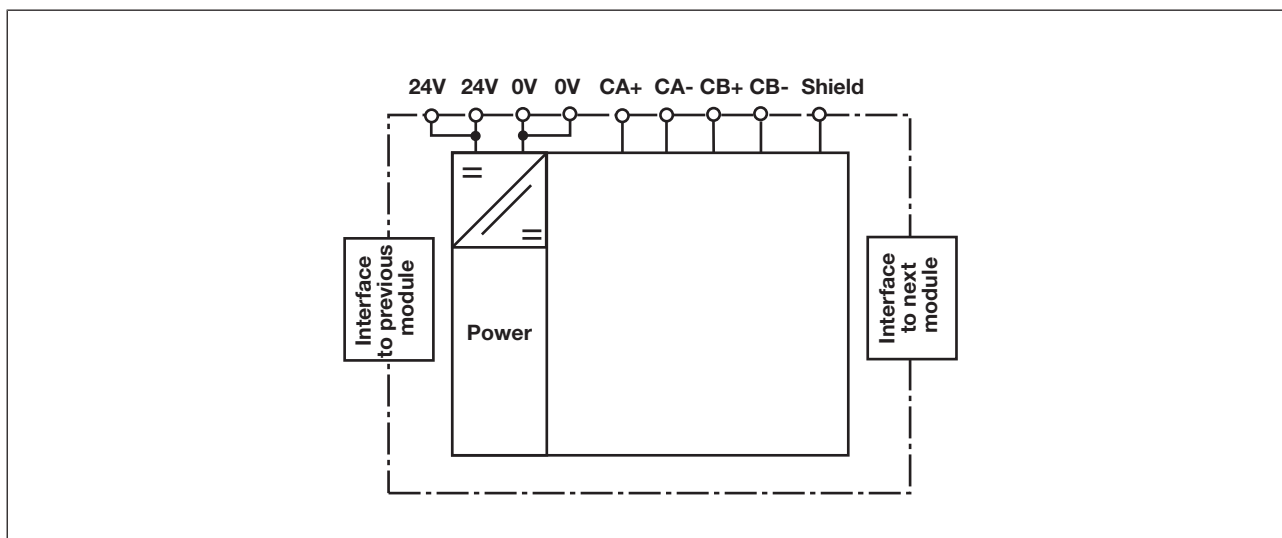 24V 24V 0V 0V CA+ CA- CB+ CB- Shield
Interface
to previous
module
Power
Interface
to next
module